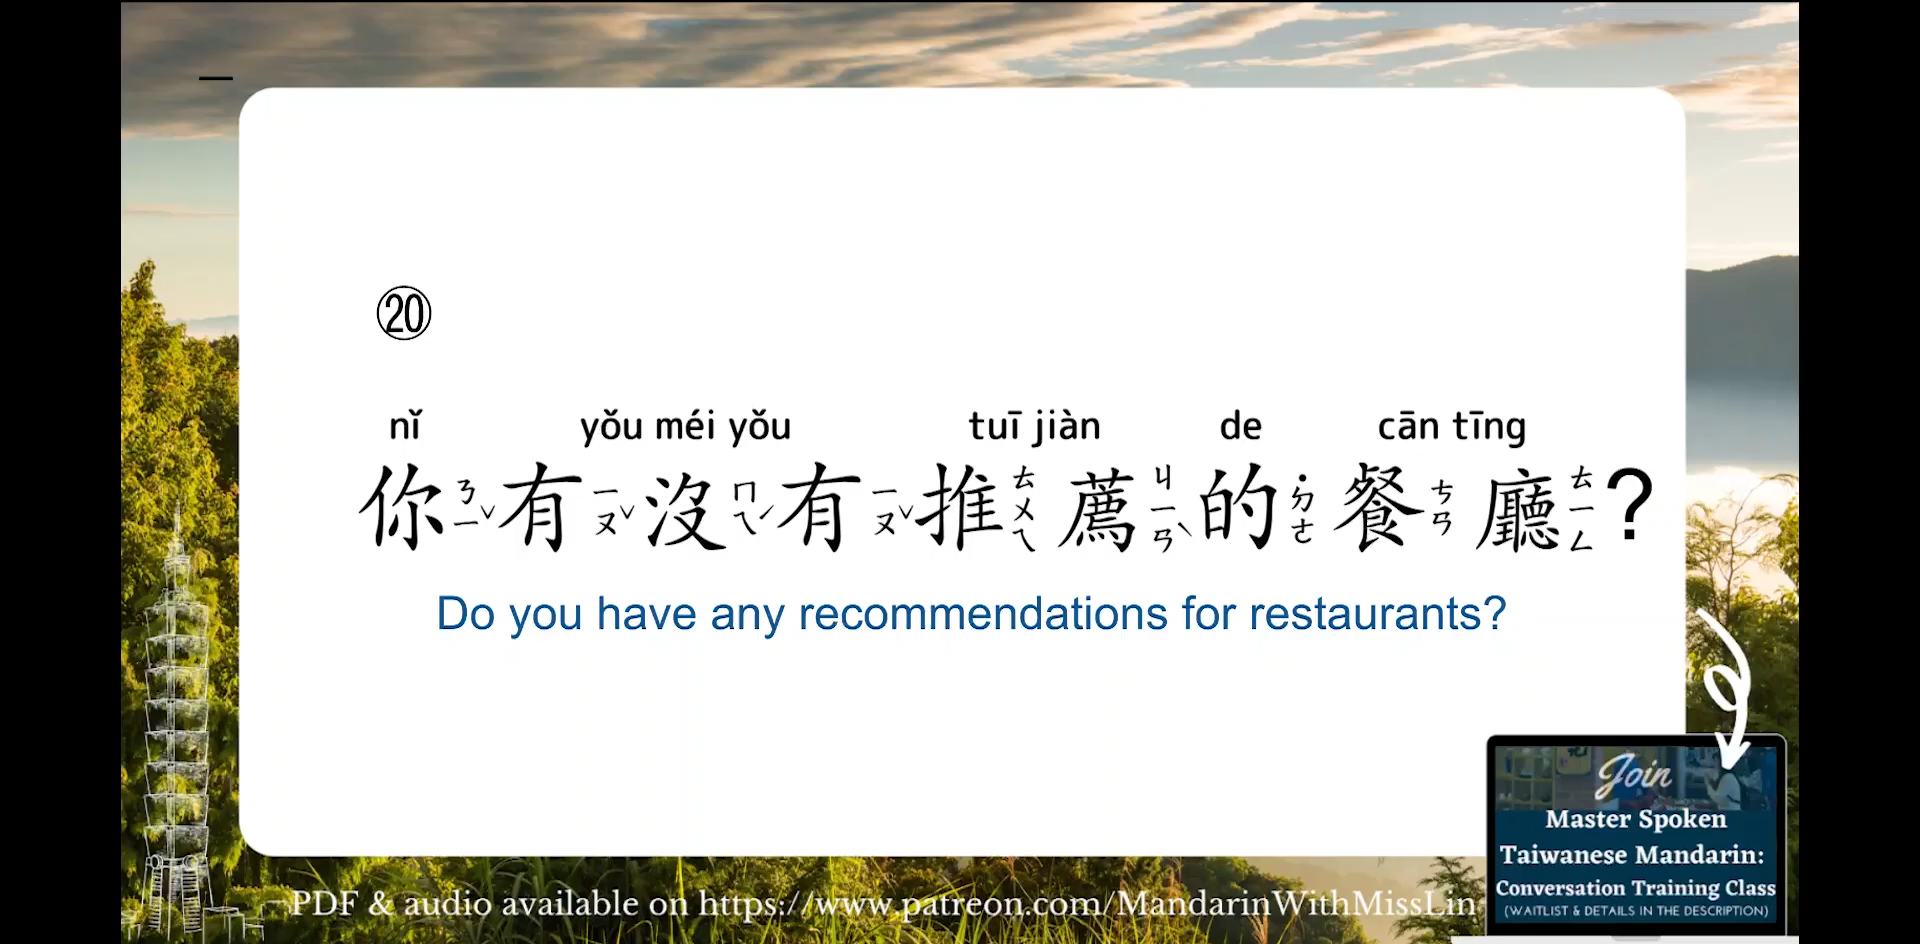 ⑳
nǐ yǒu méi yǒu tuī jiàn de cān tīng
你ㄋㄧˇ有ㄧㄡˇ沒ㄇㄟˊ有ㄧㄡˇ推ㄊㄨㄟ薦ㄐㄧㄢˋ的˙ㄉㄜ餐ㄘㄢ廳ㄊㄧㄥ?
Do you have any recommendations for restaurants?
Join
Master Spoken
Taiwanese Mandarin:
Conversation Training Class
(WAITLIST & DETAILS IN THE DESCRIPTION)
PDF & audio available on https://www.patreon.com/MandarinWithMissLin